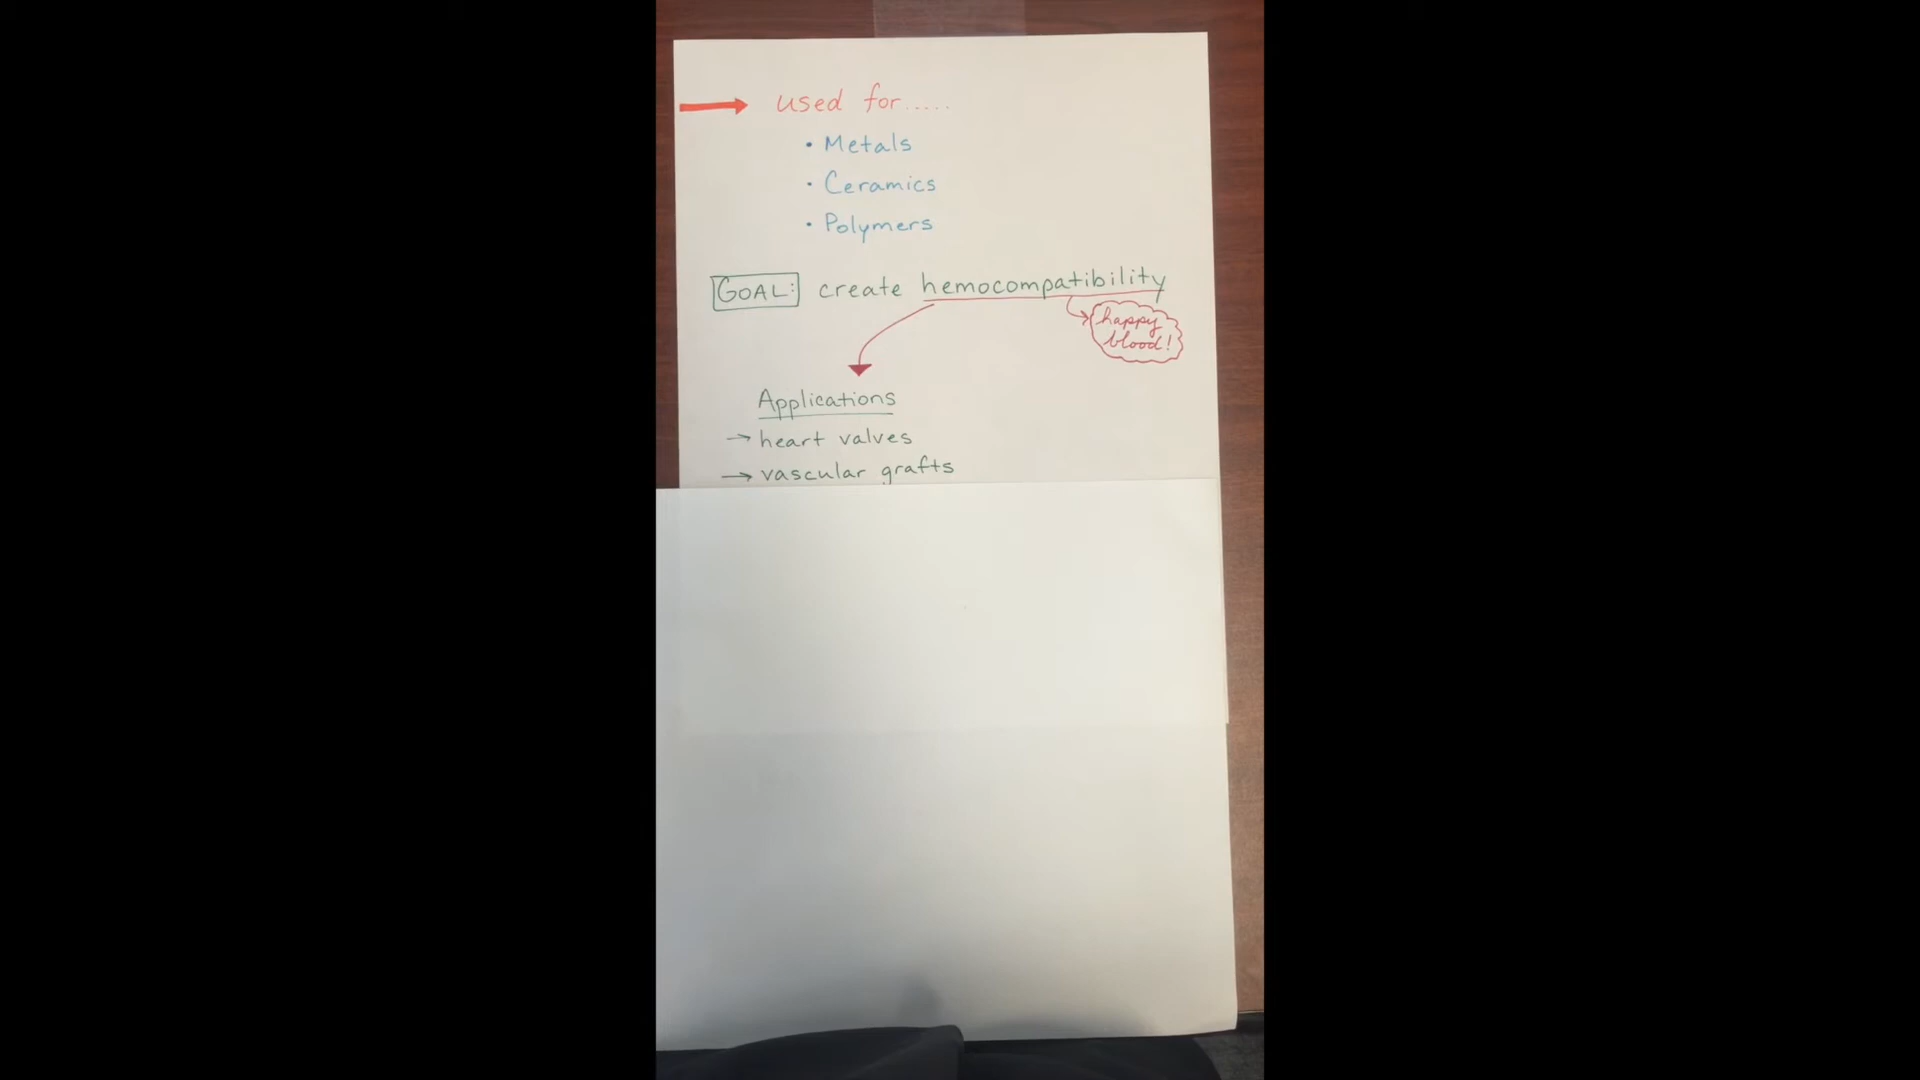 used for.....
• Metals
• Ceramics
• Polymers
GOAL: create hemocompatibility
happy
blood!
Applications
→ heart valves
→ vascular grafts